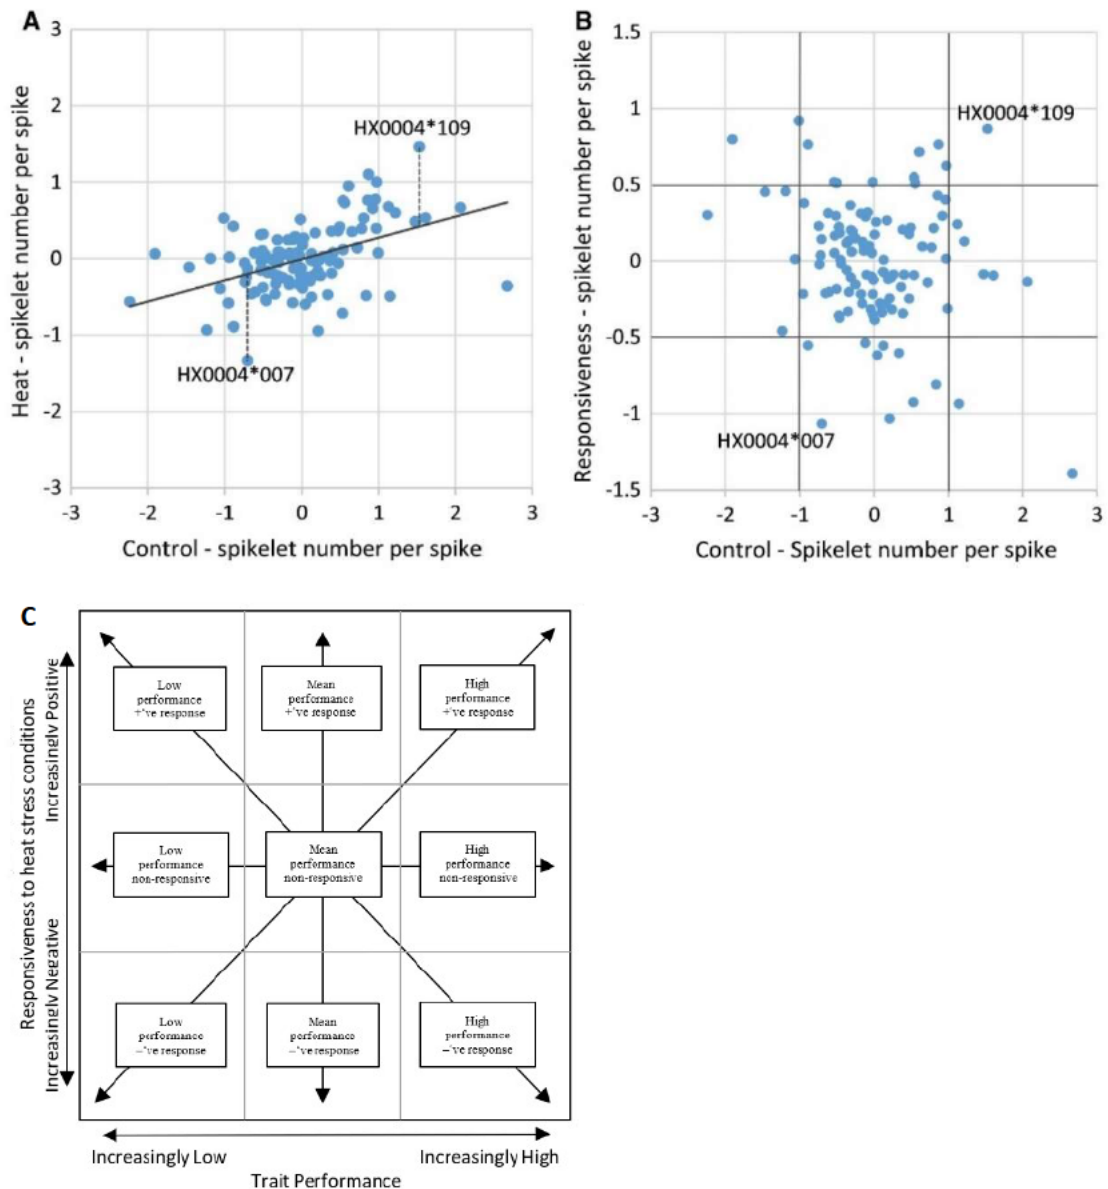 A
3
2
1
0
-1
-2
-3
-3
-2
-1
0
1
2
3
Heat - spikelet number per spike
Control - spikelet number per spike
HX0004*109
HX0004*007
B
1.5
1
0.5
0
-0.5
-1
-1.5
-3
-2
-1
0
1
2
3
Responsiveness - spikelet number per spike
Control - Spikelet number per spike
HX0004*109
HX0004*007
C
Responsiveness to heat stress conditions
Increasingly Positive
Increasingly Negative
Low
performance
+'ve response
Mean
performance
+'ve response
High
performance
+'ve response
Low
performance
non-responsive
Mean
performance
non-responsive
High
performance
non-responsive
Low
performance
–'ve response
Mean
performance
–'ve response
High
performance
–'ve response
Increasingly Low
Increasingly High
Trait Performance